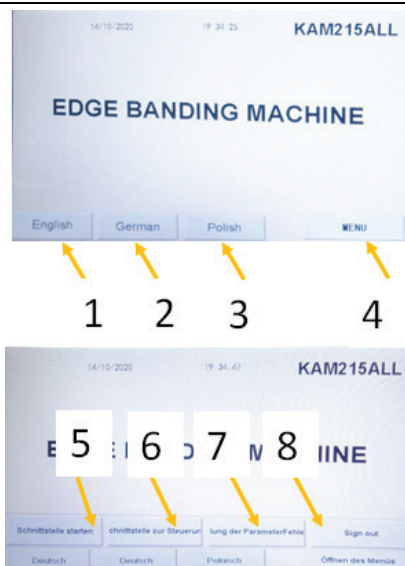 14/10/2020 19 34 25 KAM215ALL
EDGE BANDING MACHINE
English German Polish MENU
1 2 3 4
14/10/2020 19 34 47 KAM215ALL
5 6 7 8
Schnittstelle starten chnittstelle zur Steuerun lung der ParameterFehle Sign out
Deutsch Deutsch Öffnen des Menüs